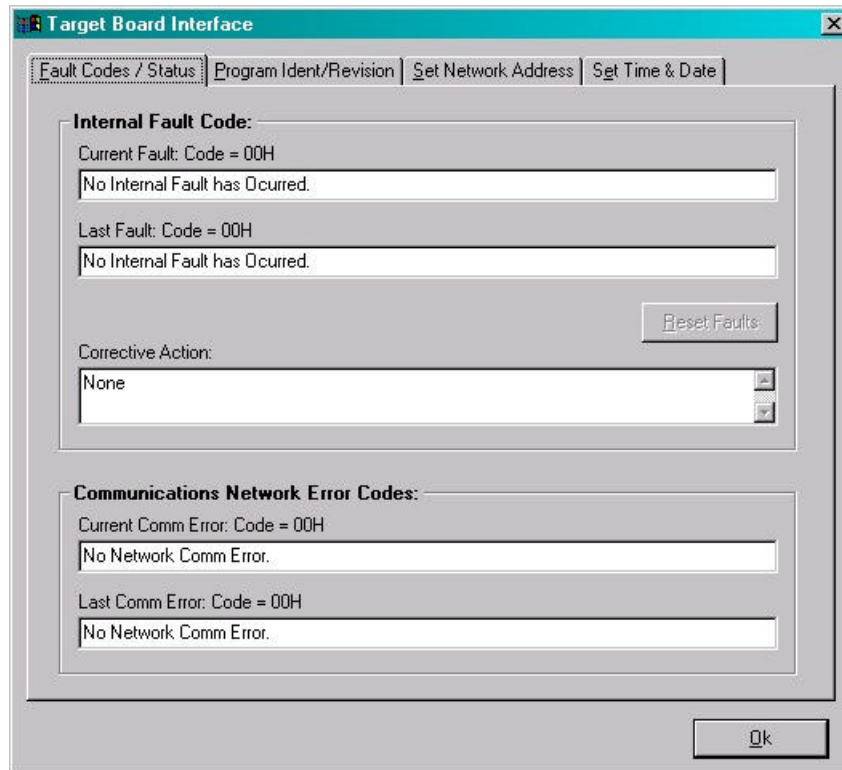 Target Board Interface
Fault Codes / Status Program Ident/Revision Set Network Address Set Time & Date
Internal Fault Code:
Current Fault: Code = 00H
No Internal Fault has Ocurred.
Last Fault: Code = 00H
No Internal Fault has Ocurred.
Reset Faults
Corrective Action:
None
Communications Network Error Codes:
Current Comm Error: Code = 00H
No Network Comm Error.
Last Comm Error: Code = 00H
No Network Comm Error.
Ok